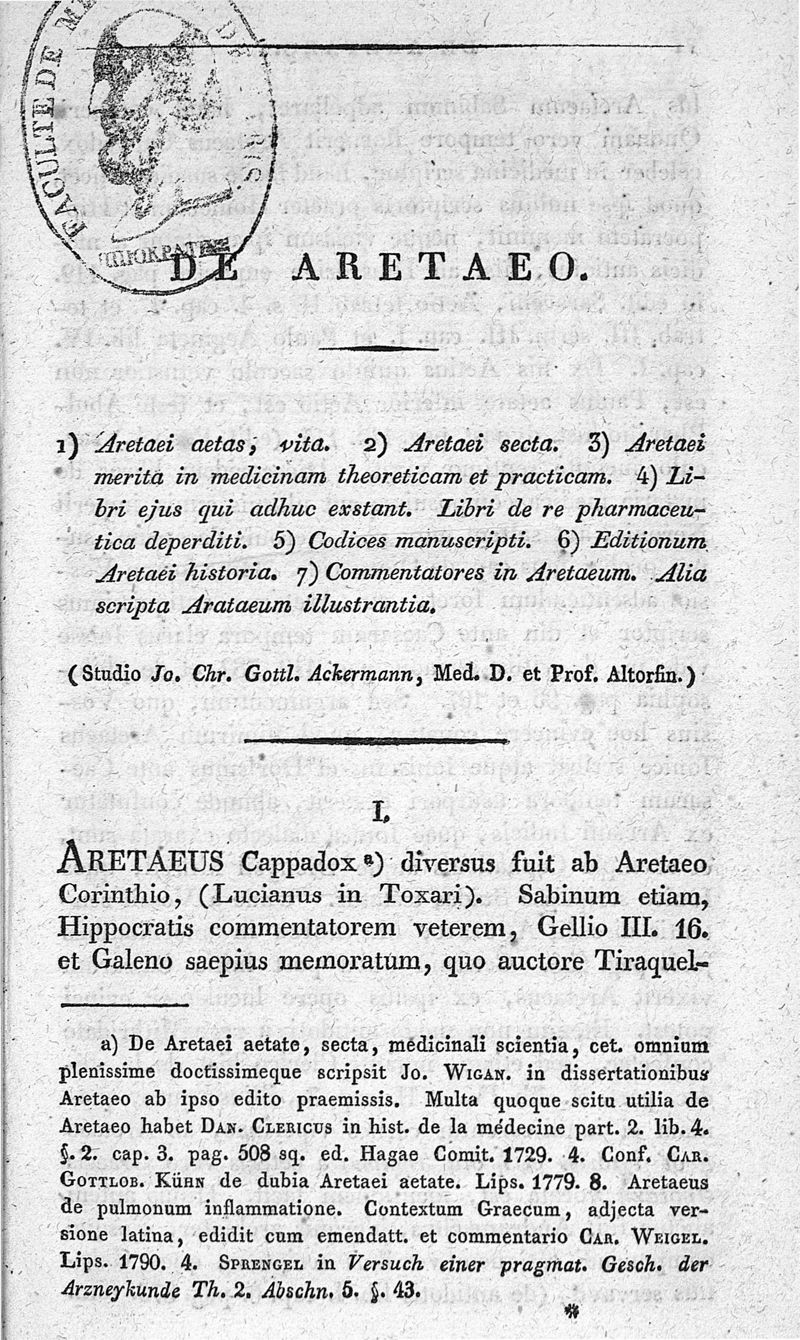 FACULTE DE ME
ΙΠΠΟΚΡΑΤΗΣ
DE ARETAEO.
1) Aretaei aetas, vita. 2) Aretaei secta. 3) Aretaei
merita in medicinam theoreticam et practicam. 4) Li-
bri ejus qui adhuc exstant. Libri de re pharmaceu-
tica deperditi. 5) Codices manuscripti. 6) Editionum
Aretaei historia. 7) Commentatores in Aretaeum. Alia
scripta Arataeum illustrantia.
(Studio Jo. Chr. Gottl. Ackermann, Med. D. et Prof. Altorfin.)
I.
ARETAEUS Cappadox a) diversus fuit ab Aretaeo
Corinthio, (Lucianus in Toxari). Sabinum etiam,
Hippocratis commentatorem veterem, Gellio III. 16.
et Galeno saepius memoratum, quo auctore Tiraquel-
a) De Aretaei aetate, secta, medicinali scientia, cet. omnium
plenissime doctissimeque scripsit Jo. WIGAN. in dissertationibus
Aretaeo ab ipso edito praemissis. Multa quoque scitu utilia de
Aretaeo habet DAN. CLERICUS in hist. de la médecine part. 2. lib. 4.
§. 2. cap. 3. pag. 508 sq. ed. Hagae Comit. 1729. 4. Conf. CAR.
GOTTLOB. KÜHN de dubia Aretaei aetate. Lips. 1779. 8. Aretaeus
de pulmonum inflammatione. Contextum Graecum, adjecta ver-
sione latina, edidit cum emendatt. et commentario CAR. WEIGEL.
Lips. 1790. 4. SPRENGEL in Versuch einer pragmat. Gesch. der
Arzneykunde Th. 2. Abschn. 5. §. 43.
*